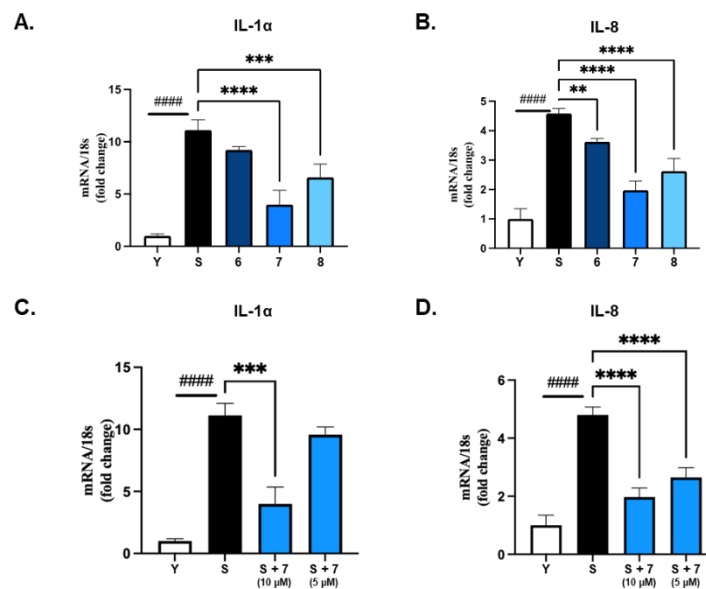 A.
IL-1α
mRNA/18s
(fold change)
15
10
5
0
####
****
***
Y S 6 7 8
B.
IL-8
mRNA/18s
(fold change)
5
4
3
2
1
0
####
**
****
****
Y S 6 7 8
C.
IL-1α
mRNA/18s
(fold change)
15
10
5
0
####
***
Y S S + 7 S + 7
(10 µM) (5 µM)
D.
IL-8
mRNA/18s
(fold change)
6
4
2
0
####
****
****
Y S S + 7 S + 7
(10 µM) (5 µM)